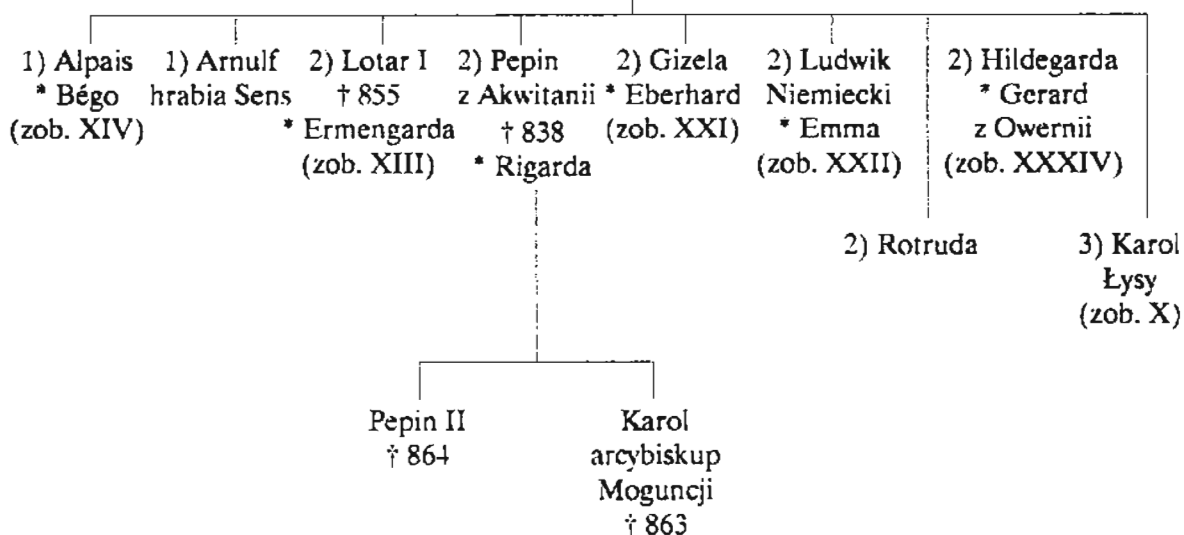 1) Alpais
* Bégo
(zob. XIV)
1) Arnulf
hrabia Sens
2) Lotar I
† 855
* Ermengarda
(zob. XIII)
2) Pepin
z Akwitanii
† 838
* Rigarda
2) Gizela
* Eberhard
(zob. XXI)
2) Ludwik
Niemiecki
* Emma
(zob. XXII)
2) Hildegarda
* Gerard
z Owernii
(zob. XXXIV)
2) Rotruda
3) Karol
Łysy
(zob. X)
Pepin II
† 864
Karol
arcybiskup
Moguncji
† 863